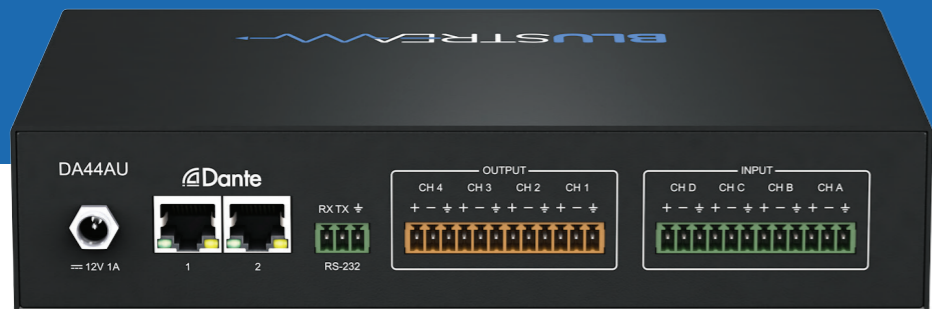 BLUSTREAM
DA44AU
Dante
OUTPUT
INPUT
CH 4 CH 3 CH 2 CH 1
CH D CH C CH B CH A
RX TX ⏚
+ − ⏚ + − ⏚ + − ⏚ + − ⏚
+ − ⏚ + − ⏚ + − ⏚ + − ⏚
⎓ 12V 1A
1
2
RS-232